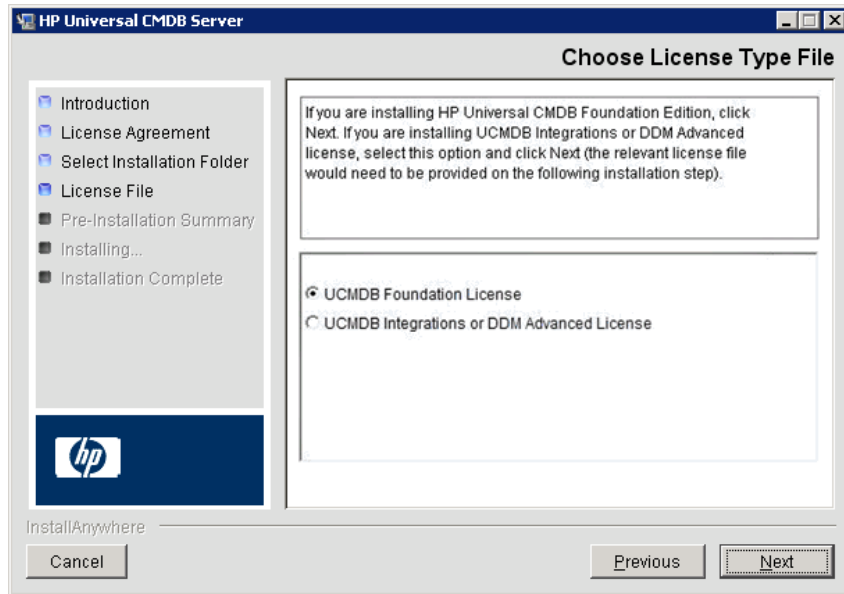 HP Universal CMDB Server
Choose License Type File
Introduction
License Agreement
Select Installation Folder
License File
Pre-Installation Summary
Installing...
Installation Complete
If you are installing HP Universal CMDB Foundation Edition, click
Next. If you are installing UCMDB Integrations or DDM Advanced
license, select this option and click Next (the relevant license file
would need to be provided on the following installation step).
UCMDB Foundation License
UCMDB Integrations or DDM Advanced License
hp
InstallAnywhere
Cancel
Previous
Next